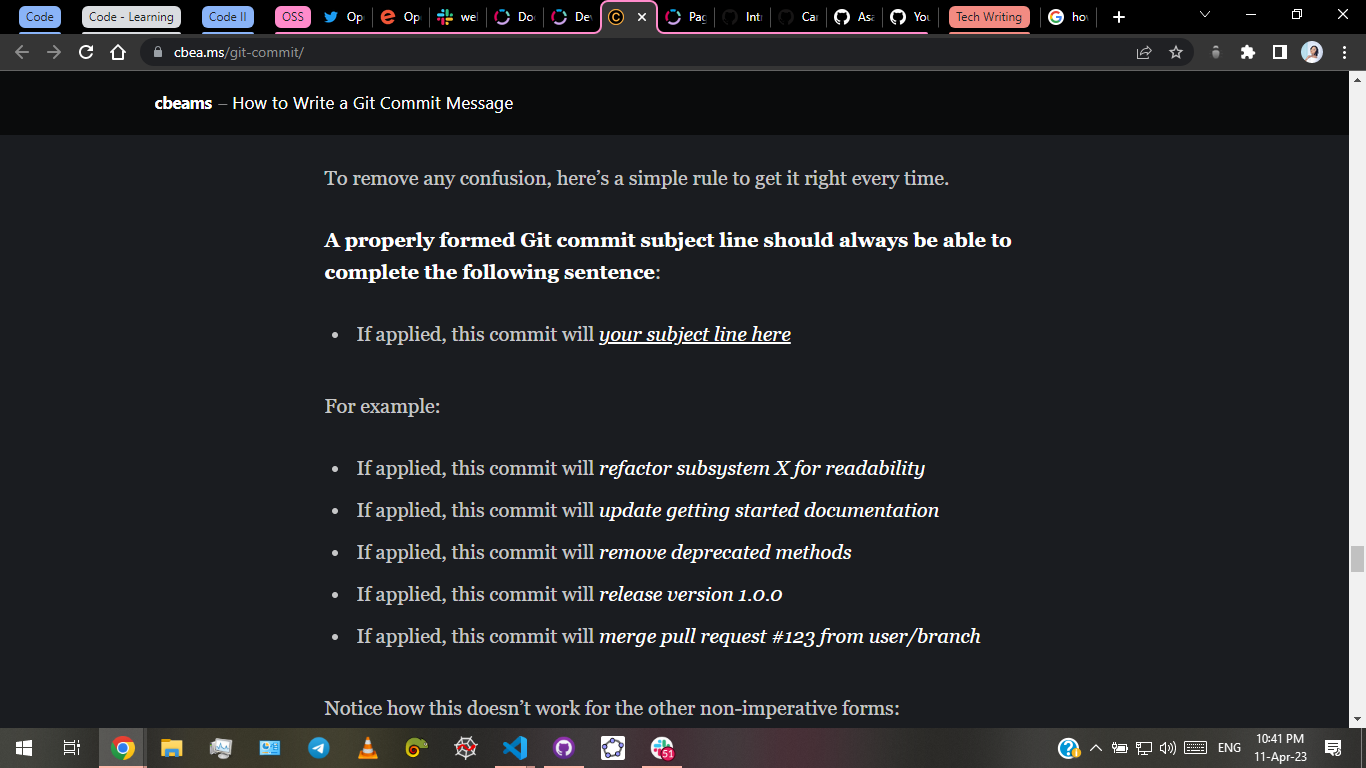 Code
Code - Learning
Code II
OSS
Op
Op
wel
Do
De
Pag
Intr
Car
Asa
You
Tech Writing
how
cbea.ms/git-commit/
cbeams – How to Write a Git Commit Message
To remove any confusion, here’s a simple rule to get it right every time.
A properly formed Git commit subject line should always be able to
complete the following sentence:
• If applied, this commit will your subject line here
For example:
• If applied, this commit will refactor subsystem X for readability
• If applied, this commit will update getting started documentation
• If applied, this commit will remove deprecated methods
• If applied, this commit will release version 1.0.0
• If applied, this commit will merge pull request #123 from user/branch
Notice how this doesn’t work for the other non-imperative forms:
51
ENG
10:41 PM
11-Apr-23